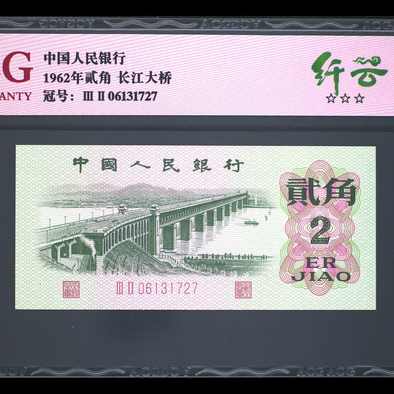 G
ANTY
中国人民银行
1962年贰角 长江大桥
冠号: Ⅲ Ⅱ 06131727
纤云
中國人民銀行
貳角
2
ER
JIAO
Ⅲ Ⅱ 06131727